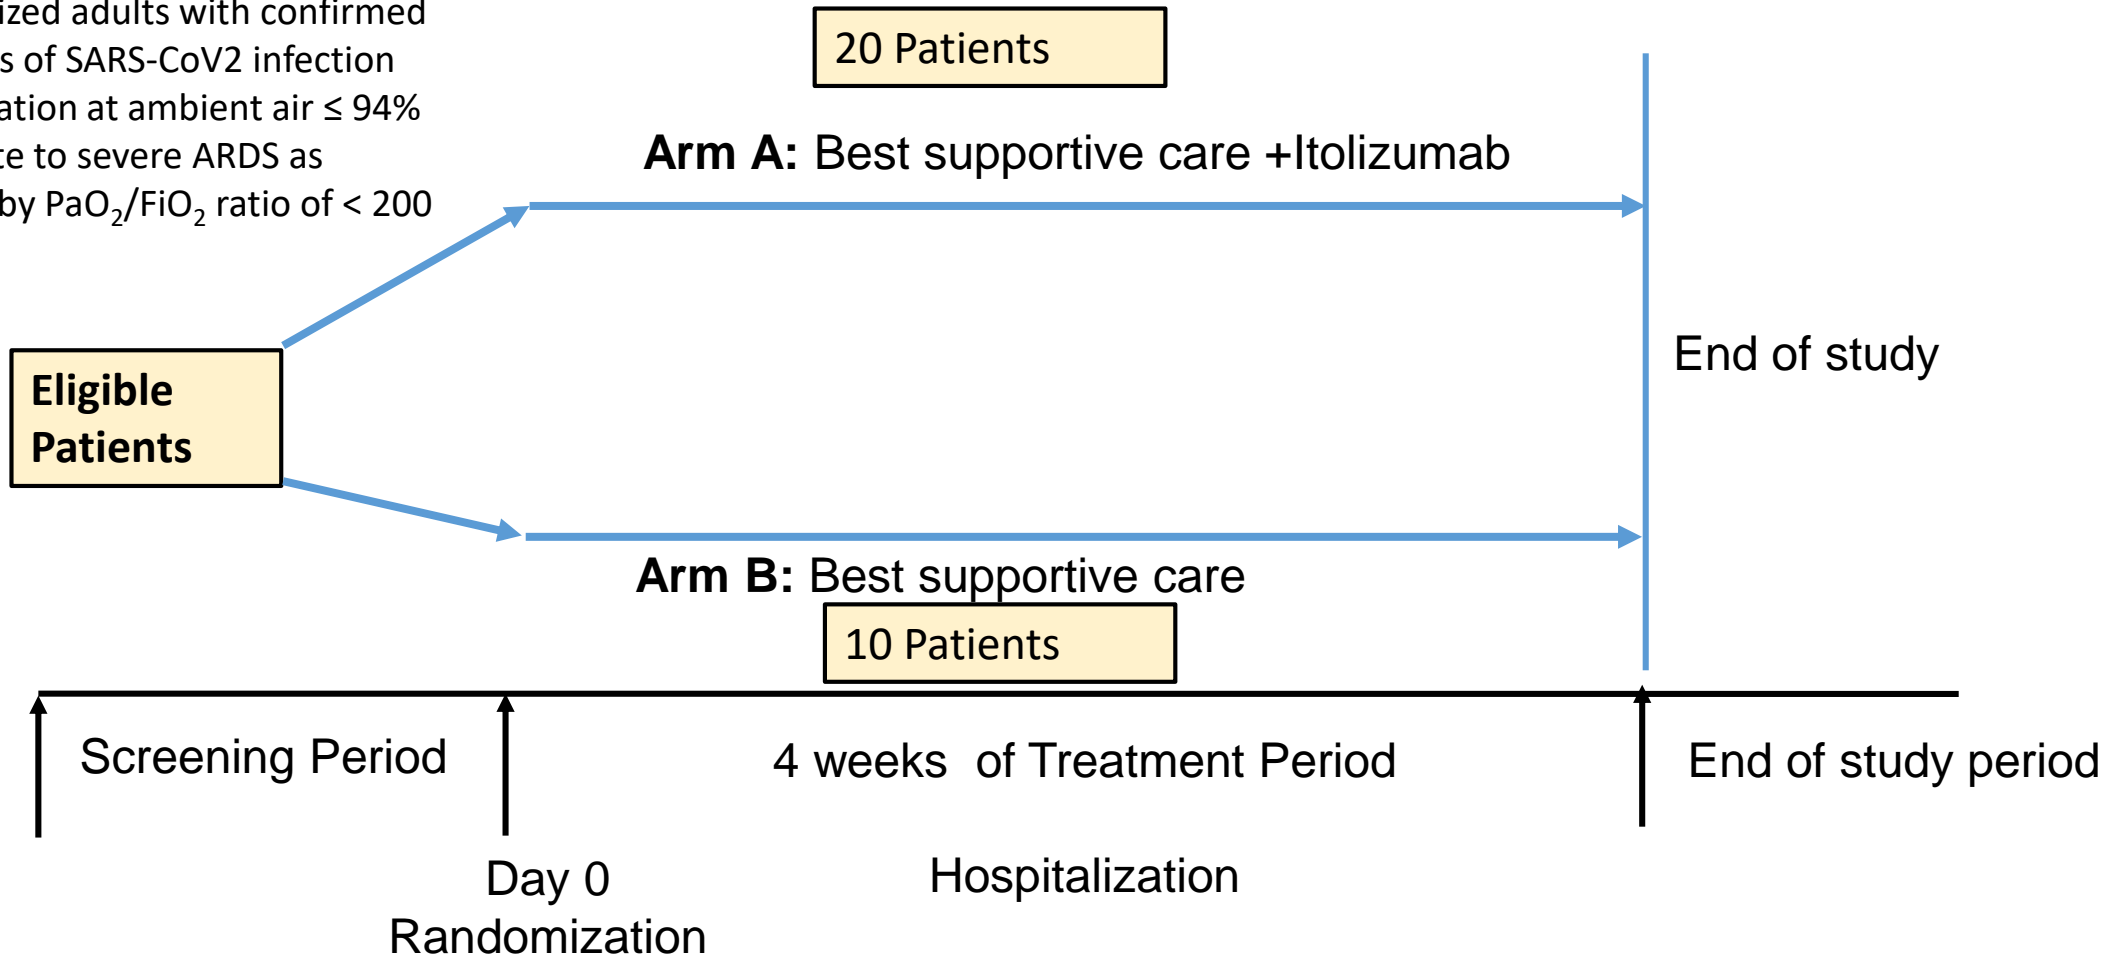 ized adults with confirmed
s of SARS-CoV2 infection
ation at ambient air ≤ 94%
te to severe ARDS as
by PaO₂/FiO₂ ratio of < 200
20 Patients
Arm A: Best supportive care +Itolizumab
Eligible
Patients
End of study
Arm B: Best supportive care
10 Patients
Screening Period
4 weeks of Treatment Period
End of study period
Day 0
Randomization
Hospitalization